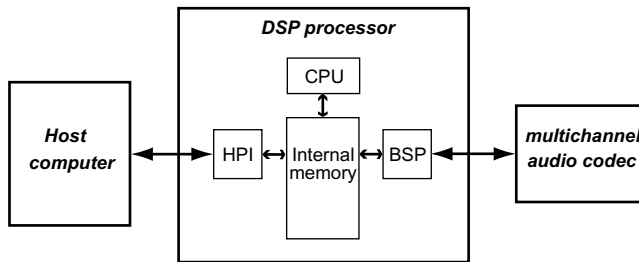 DSP processor
CPU
Host
computer
HPI
Internal
memory
BSP
multichannel
audio codec